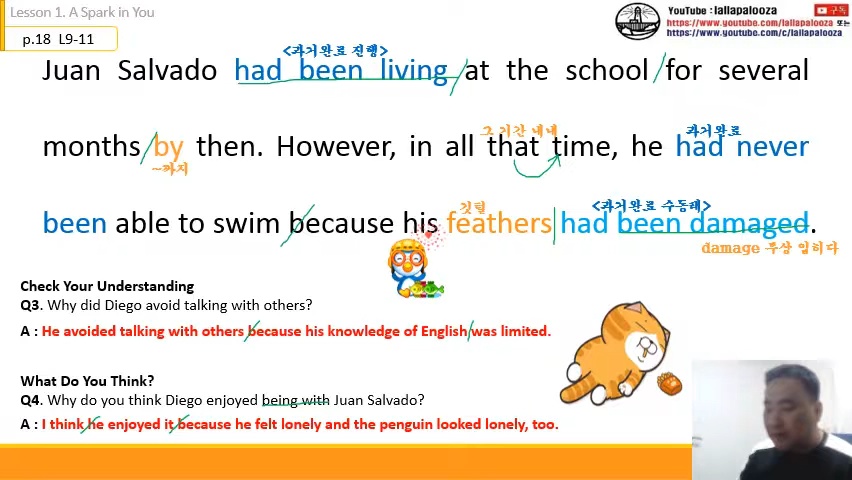 Lesson 1. A Spark in You
p.18 L9-11
YouTube : lallapalooza
구독
https://www.youtube.com/lallapalooza 또는
https://www.youtube.com/c/lallapalooza
<과거완료 진행>
Juan Salvado had been living at the school for several
그 기간 내내
과거완료
months by then. However, in all that time, he had never
~까지
깃털
<과거완료 수동태>
been able to swim because his feathers had been damaged.
damage 부상 입히다
Check Your Understanding
Q3. Why did Diego avoid talking with others?
A : He avoided talking with others because his knowledge of English was limited.
What Do You Think?
Q4. Why do you think Diego enjoyed being with Juan Salvado?
A : I think he enjoyed it because he felt lonely and the penguin looked lonely, too.